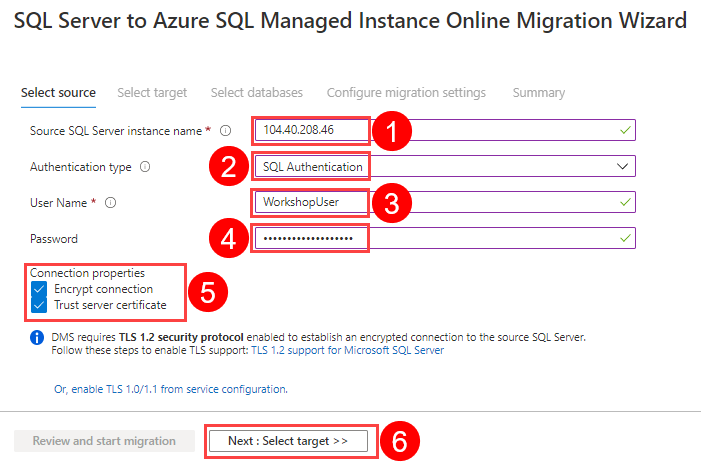 SQL Server to Azure SQL Managed Instance Online Migration Wizard
Select source Select target Select databases Configure migration settings Summary
Source SQL Server instance name * 104.40.208.46 1
Authentication type 2 SQL Authentication
User Name * WorkshopUser 3
Password 4 •••••••••••••••••••
Connection properties
Encrypt connection 5
Trust server certificate
DMS requires TLS 1.2 security protocol enabled to establish an encrypted connection to the source SQL Server.
Follow these steps to enable TLS support: TLS 1.2 support for Microsoft SQL Server
Or, enable TLS 1.0/1.1 from service configuration.
Review and start migration Next : Select target >> 6